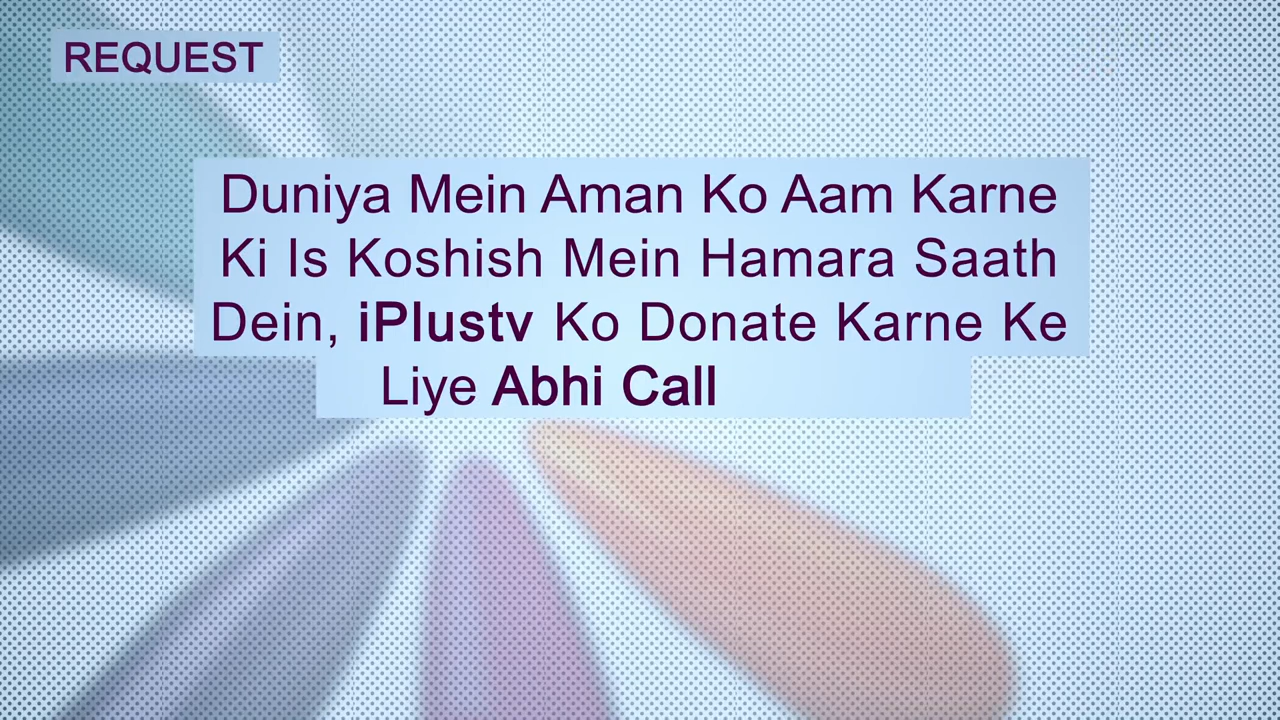 REQUEST
Duniya Mein Aman Ko Aam Karne
Ki Is Koshish Mein Hamara Saath
Dein, iPlustv Ko Donate Karne Ke
Liye Abhi Call